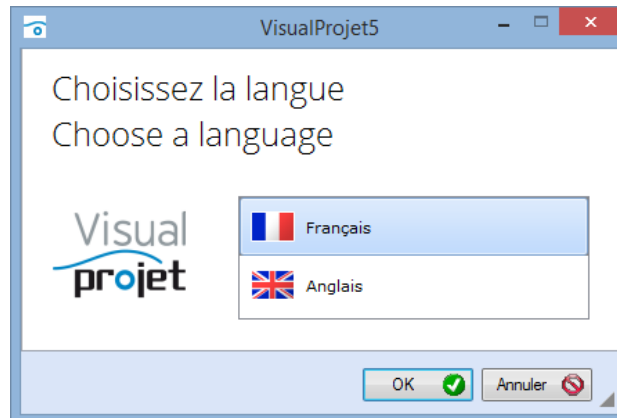 VisualProjet5
Choisissez la langue
Choose a language
Visual
projet
Français
Anglais
OK
Annuler